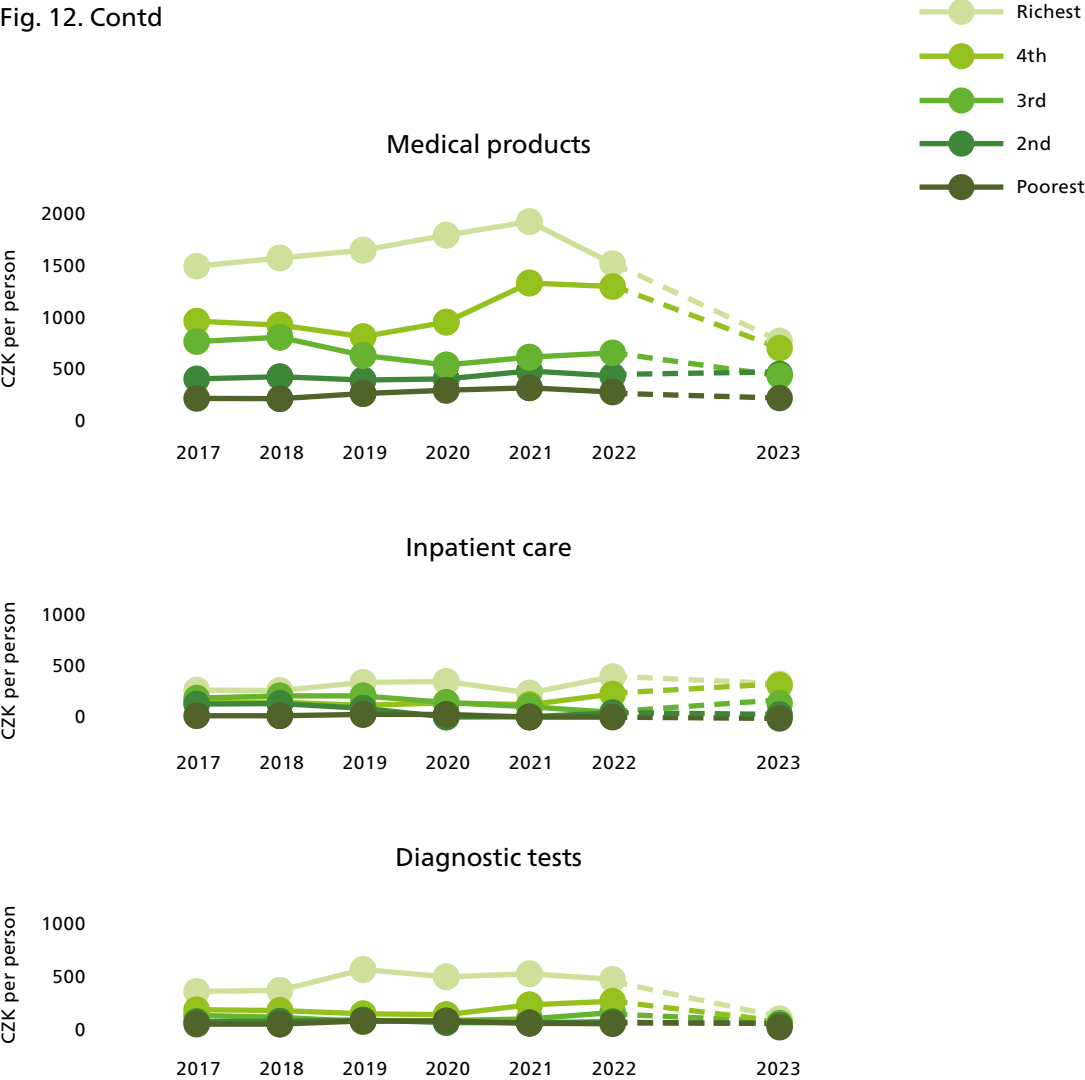 Fig. 12. Contd
Richest
4th
3rd
2nd
Poorest
Medical products
CZK per person
2000
1500
1000
500
0
2017 2018 2019 2020 2021 2022 2023
Inpatient care
CZK per person
1000
500
0
2017 2018 2019 2020 2021 2022 2023
Diagnostic tests
CZK per person
1000
500
0
2017 2018 2019 2020 2021 2022 2023